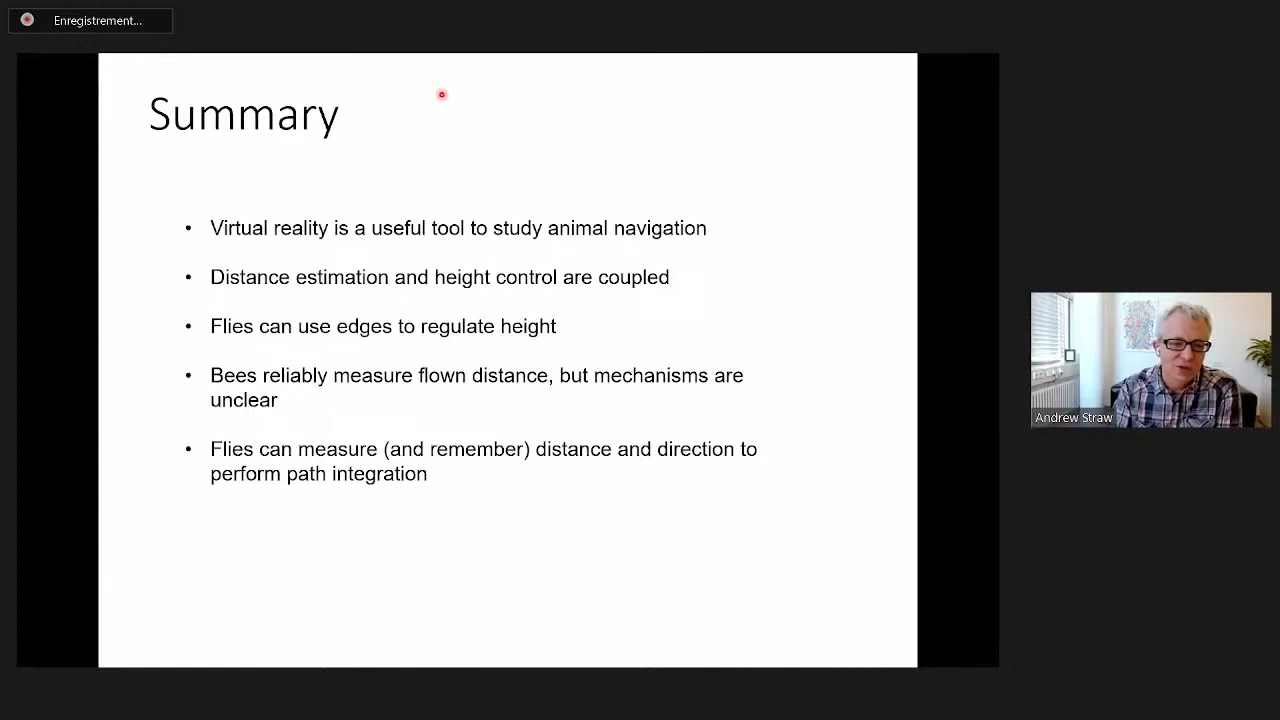 Enregistrement...
Summary
• Virtual reality is a useful tool to study animal navigation
• Distance estimation and height control are coupled
• Flies can use edges to regulate height
• Bees reliably measure flown distance, but mechanisms are
unclear
• Flies can measure (and remember) distance and direction to
perform path integration
Andrew Straw